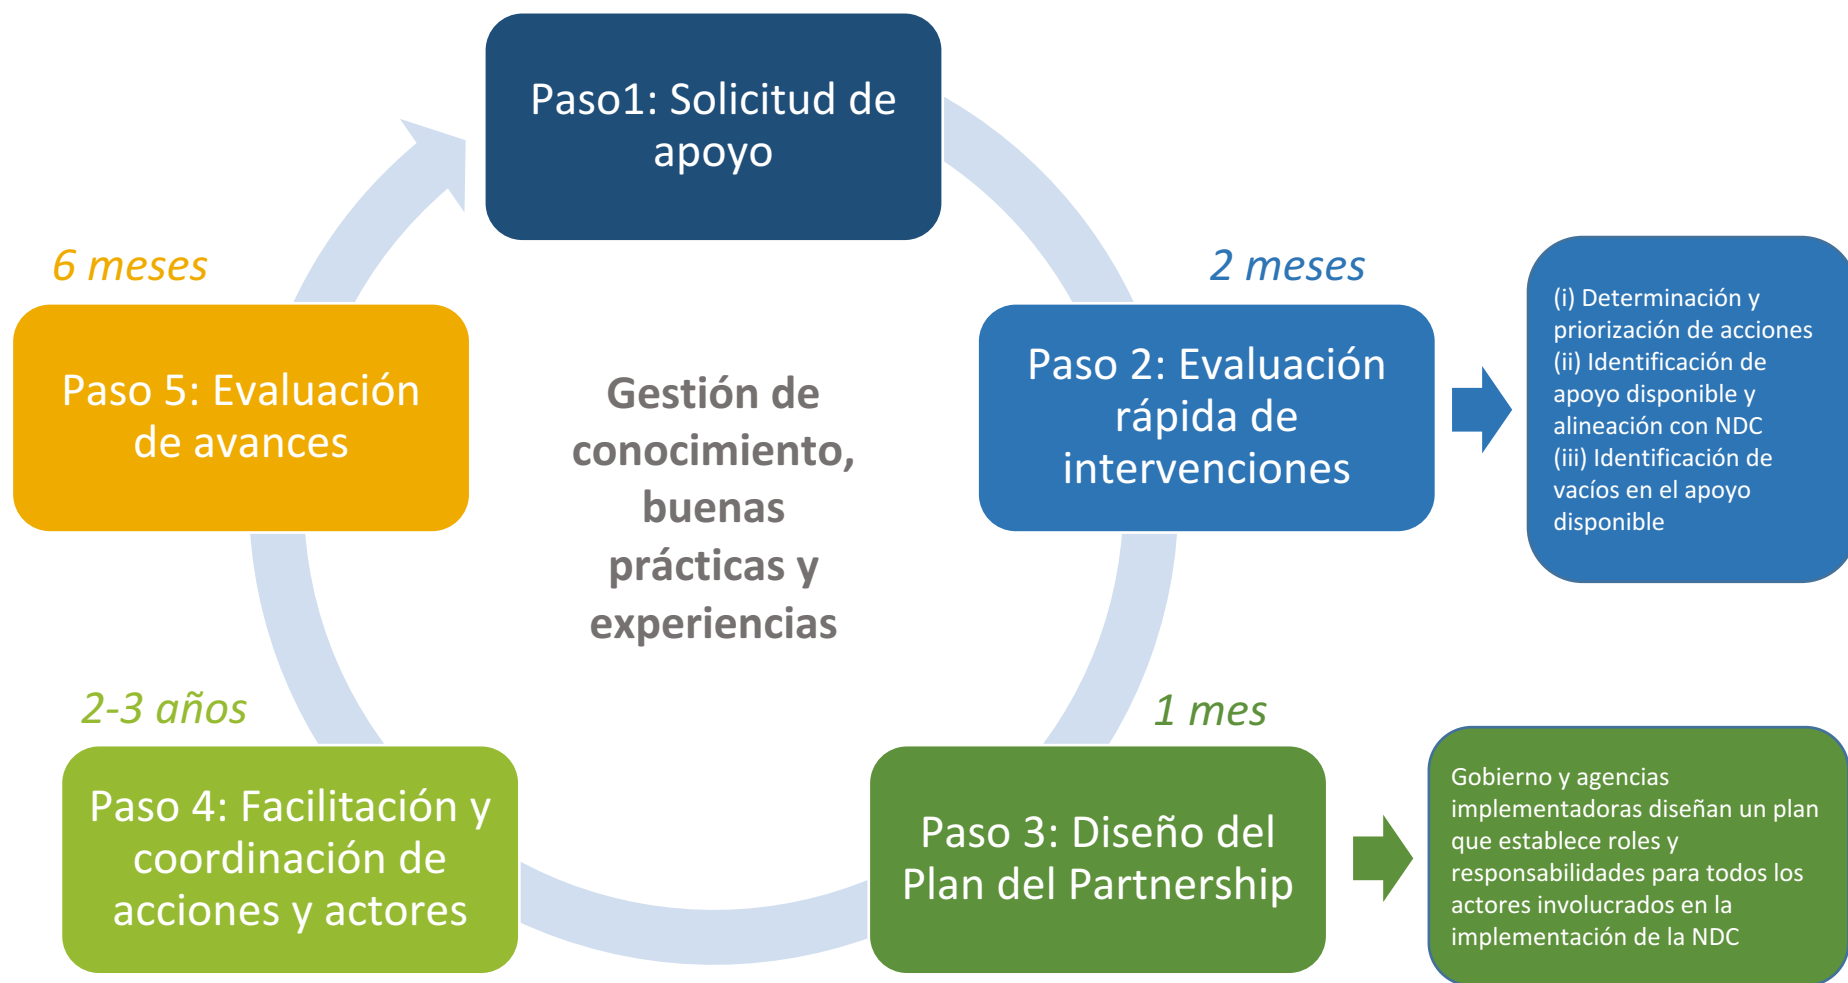 Paso1: Solicitud de
apoyo
2 meses
Paso 2: Evaluación
rápida de
intervenciones
(i) Determinación y
priorización de acciones
(ii) Identificación de
apoyo disponible y
alineación con NDC
(iii) Identificación de
vacíos en el apoyo
disponible
1 mes
Paso 3: Diseño del
Plan del Partnership
Gobierno y agencias
implementadoras diseñan un plan
que establece roles y
responsabilidades para todos los
actores involucrados en la
implementación de la NDC
2-3 años
Paso 4: Facilitación y
coordinación de
acciones y actores
6 meses
Paso 5: Evaluación
de avances
Gestión de
conocimiento,
buenas
prácticas y
experiencias